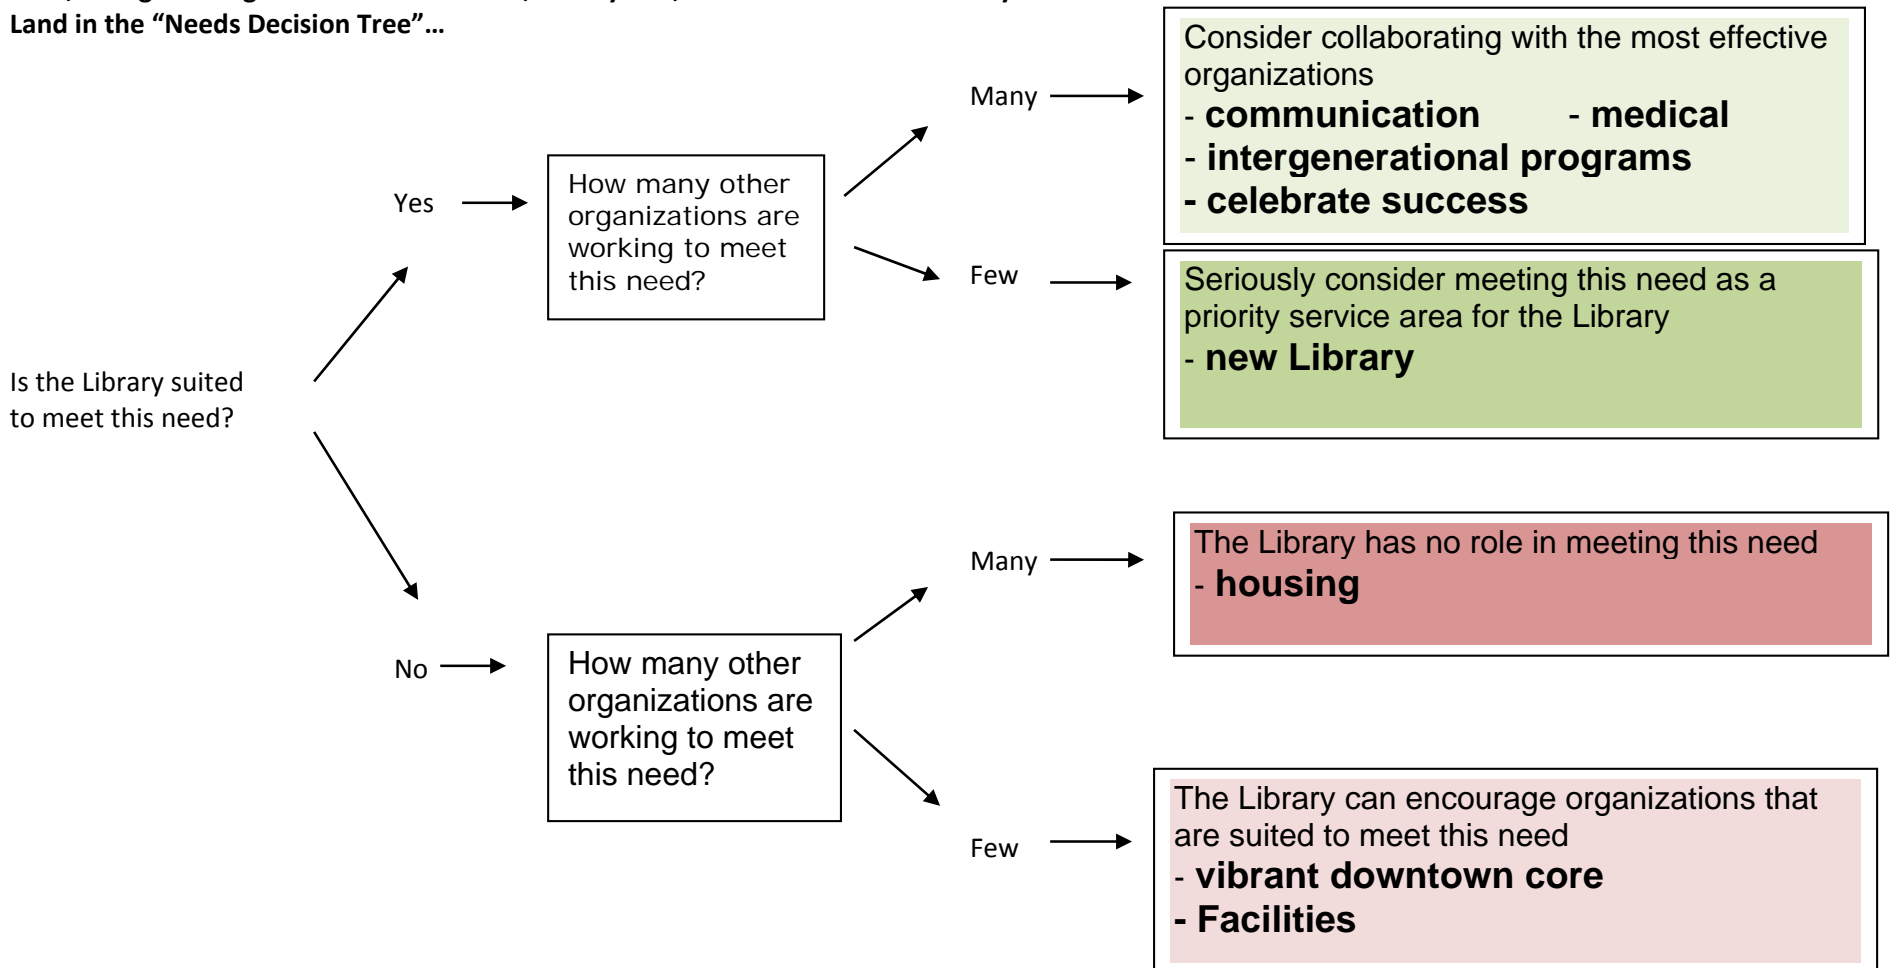 Land in the “Needs Decision Tree”…
Consider collaborating with the most effective
organizations
- communication - medical
- intergenerational programs
- celebrate success
Many
Yes
How many other
organizations are
working to meet
this need?
Few
Seriously consider meeting this need as a
priority service area for the Library
- new Library
Is the Library suited
to meet this need?
Many
The Library has no role in meeting this need
- housing
No
How many other
organizations are
working to meet
this need?
Few
The Library can encourage organizations that
are suited to meet this need
- vibrant downtown core
- Facilities